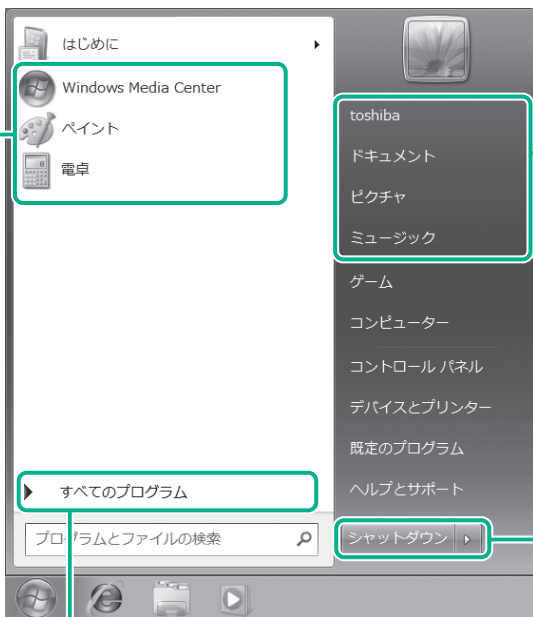 はじめに
Windows Media Center
ペイント
電卓
すべてのプログラム
プログラムとファイルの検索
toshiba
ドキュメント
ピクチャ
ミュージック
ゲーム
コンピューター
コントロール パネル
デバイスとプリンター
既定のプログラム
ヘルプとサポート
シャットダウン